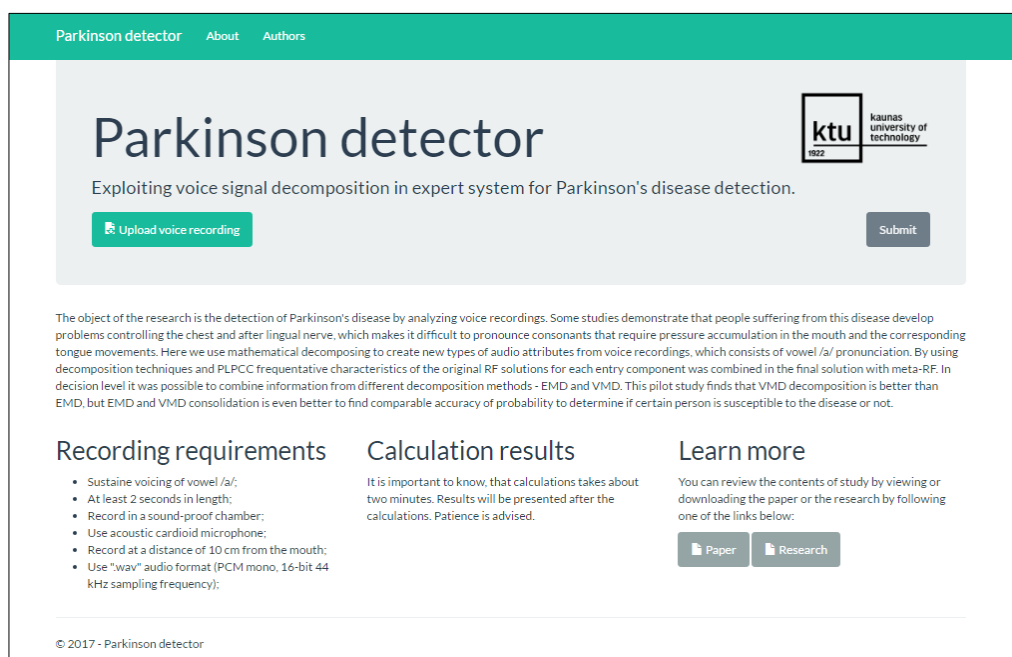 Parkinson detector About Authors
Parkinson detector
ktu
1922
kaunas
university of
technology
Exploiting voice signal decomposition in expert system for Parkinson's disease detection.
Upload voice recording
Submit
The object of the research is the detection of Parkinson's disease by analyzing voice recordings. Some studies demonstrate that people suffering from this disease develop
problems controlling the chest and after lingual nerve, which makes it difficult to pronounce consonants that require pressure accumulation in the mouth and the corresponding
tongue movements. Here we use mathematical decomposing to create new types of audio attributes from voice recordings, which consists of vowel /a/ pronunciation. By using
decomposition techniques and PLPCC frequentative characteristics of the original RF solutions for each entry component was combined in the final solution with meta-RF. In
decision level it was possible to combine information from different decomposition methods - EMD and VMD. This pilot study finds that VMD decomposition is better than
EMD, but EMD and VMD consolidation is even better to find comparable accuracy of probability to determine if certain person is susceptible to the disease or not.
Recording requirements
• Sustaine voicing of vowel /a/;
• At least 2 seconds in length;
• Record in a sound-proof chamber;
• Use acoustic cardioid microphone;
• Record at a distance of 10 cm from the mouth;
• Use ".wav" audio format (PCM mono, 16-bit 44
kHz sampling frequency);
Calculation results
It is important to know, that calculations takes about
two minutes. Results will be presented after the
calculations. Patience is advised.
Learn more
You can review the contents of study by viewing or
downloading the paper or the research by following
one of the links below:
Paper Research
© 2017 - Parkinson detector